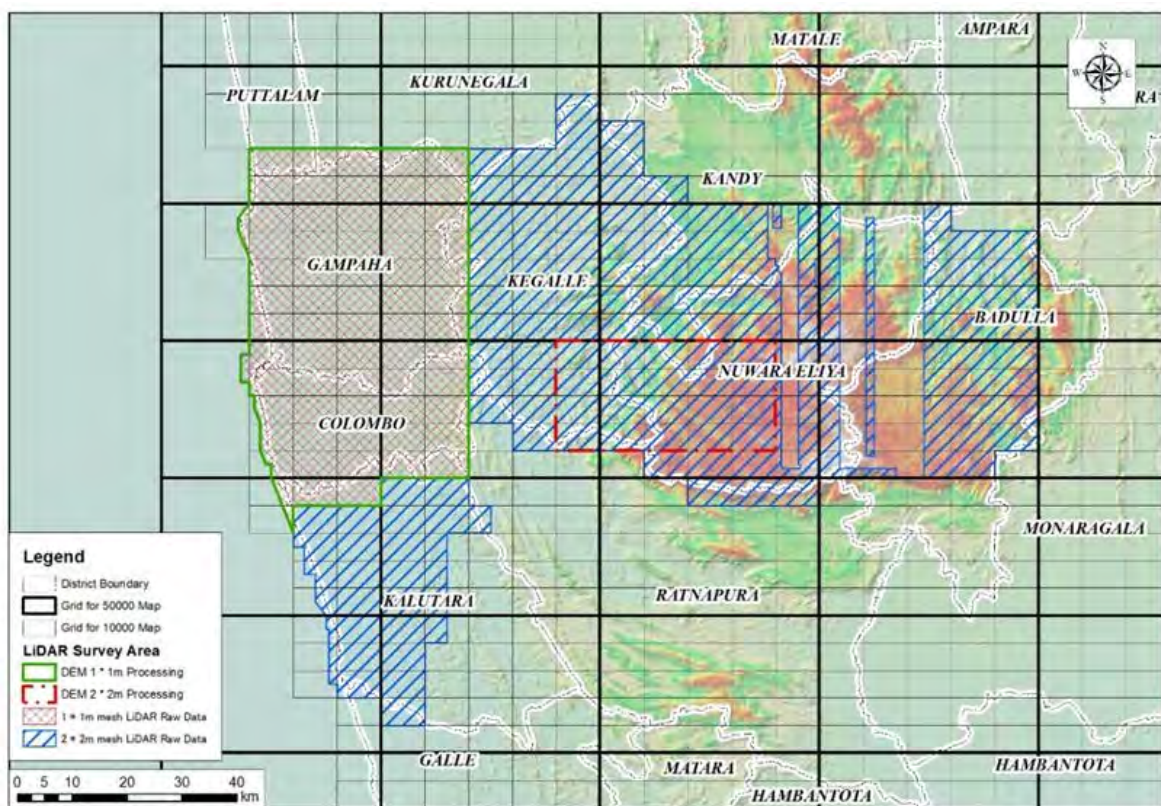 MATALE
AMPARA
N
W E
S
KURUNEGALA
PUTTALAM
RA
KANDY
GAMPAHA
KEGALLE
BADULLA
NUWARA ELIYA
COLOMBO
MONARAGALA
KALUTARA
RATNAPURA
GALLE
MATARA
HAMBANTOTA
HAMBANTOTA
Legend
District Boundary
Grid for 50000 Map
Grid for 10000 Map
LiDAR Survey Area
DEM 1 * 1m Processing
DEM 2 * 2m Processing
1 * 1m mesh LiDAR Raw Data
2 * 2m mesh LiDAR Raw Data
0 5 10 20 30 40
km